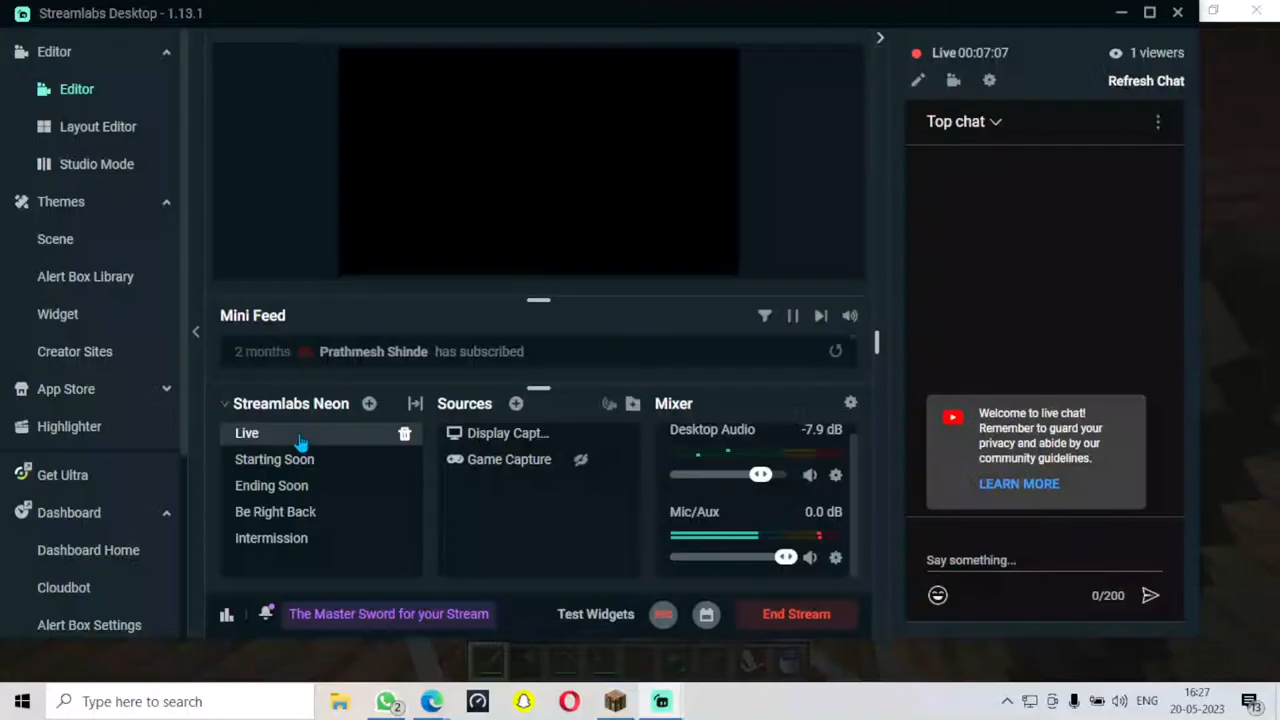 Streamlabs Desktop - 1.13.1
Editor
Editor
Layout Editor
Studio Mode
Themes
Scene
Alert Box Library
Widget
Creator Sites
App Store
Highlighter
Get Ultra
Dashboard
Dashboard Home
Cloudbot
Alert Box Settings
Mini Feed
2 months Prathmesh Shinde has subscribed
Streamlabs Neon
Live
Starting Soon
Ending Soon
Be Right Back
Intermission
Sources
Display Capt...
Game Capture
Mixer
Desktop Audio -7.9 dB
Mic/Aux 0.0 dB
The Master Sword for your Stream
Test Widgets
REC
End Stream
Live 00:07:07
1 viewers
Refresh Chat
Top chat
Welcome to live chat!
Remember to guard your
privacy and abide by our
community guidelines.
LEARN MORE
Say something...
0/200
Type here to search
2
ENG
16:27
20-05-2023
13